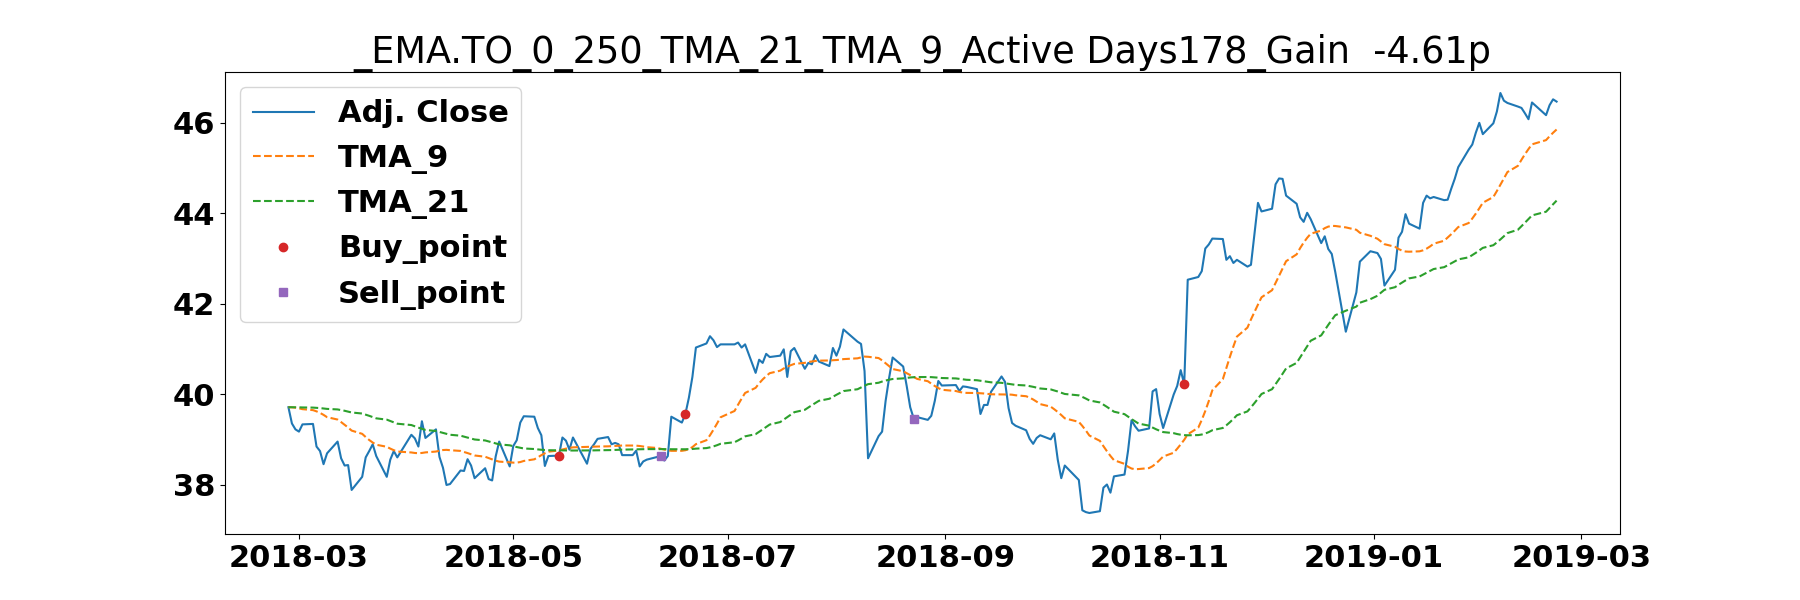 _EMA.TO_0_250_TMA_21_TMA_9_Active Days178_Gain  -4.61p
Adj. Close
TMA_9
TMA_21
Buy_point
Sell_point
46
44
42
40
38
2018-03 2018-05 2018-07 2018-09 2018-11 2019-01 2019-03